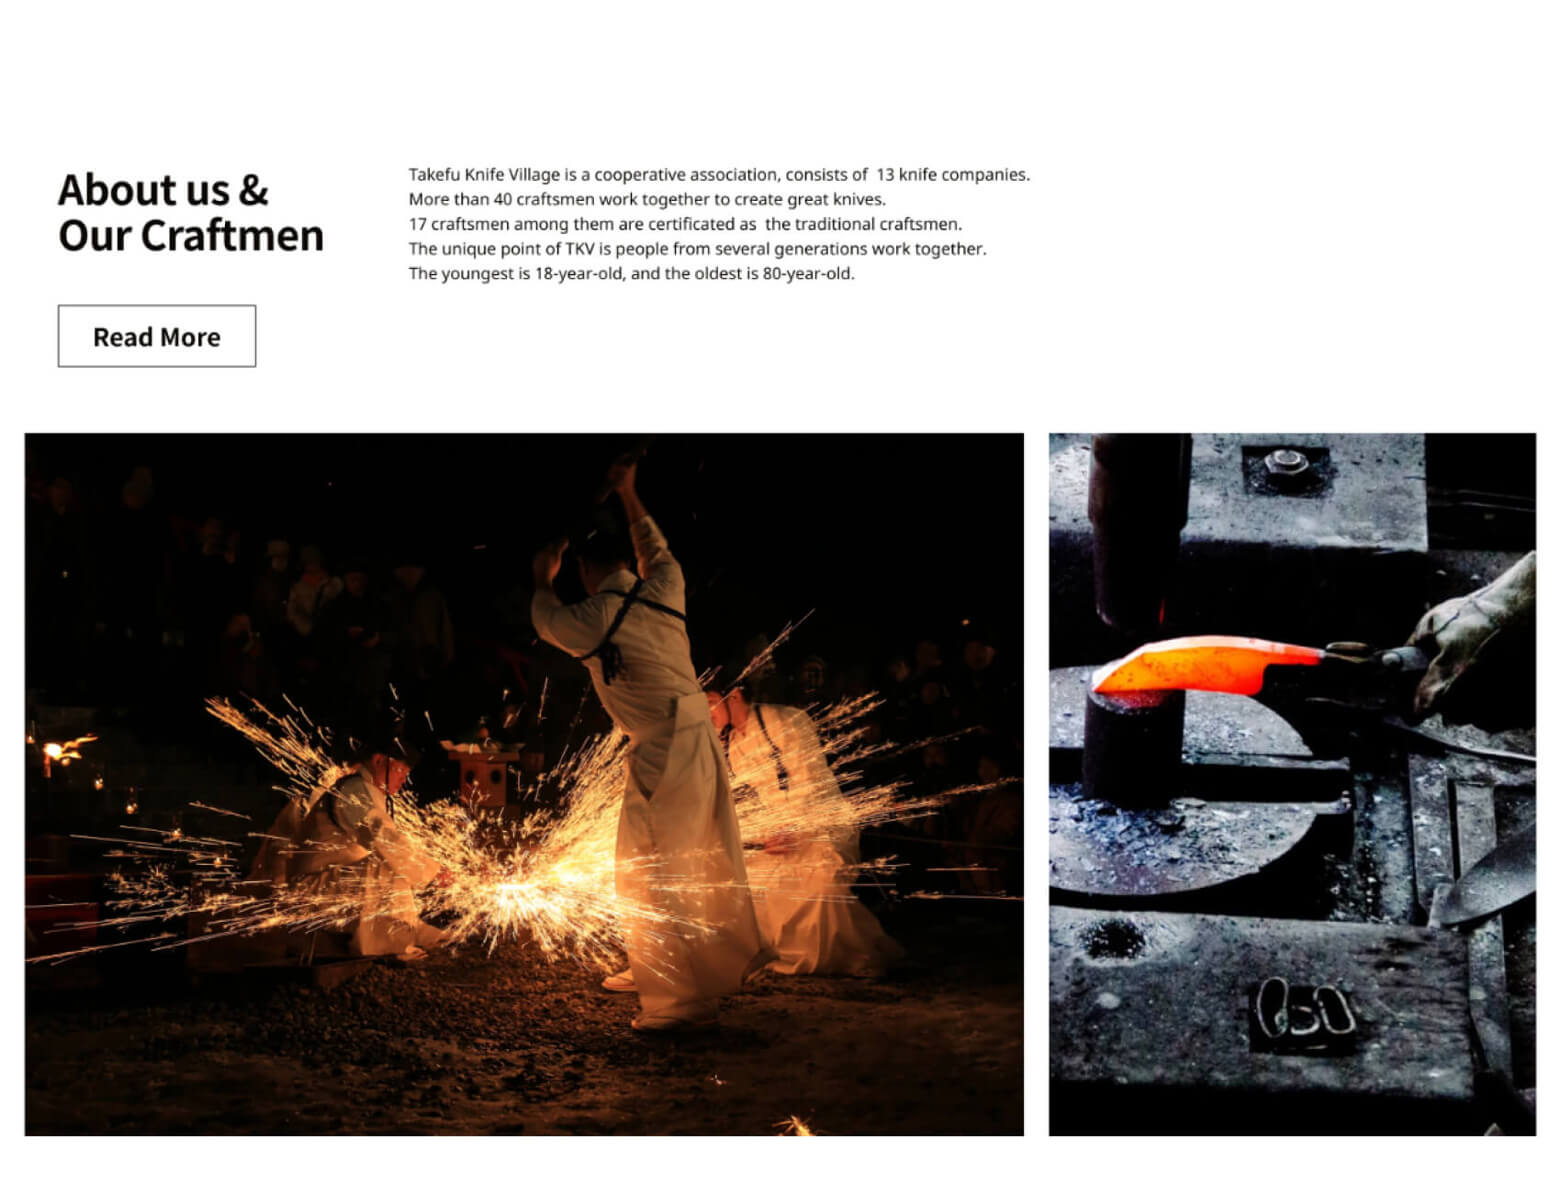 About us &
Our Craftmen
Takefu Knife Village is a cooperative association, consists of  13 knife companies.
More than 40 craftsmen work together to create great knives.
17 craftsmen among them are certificated as  the traditional craftsmen.
The unique point of TKV is people from several generations work together.
The youngest is 18-year-old, and the oldest is 80-year-old.
Read More
050